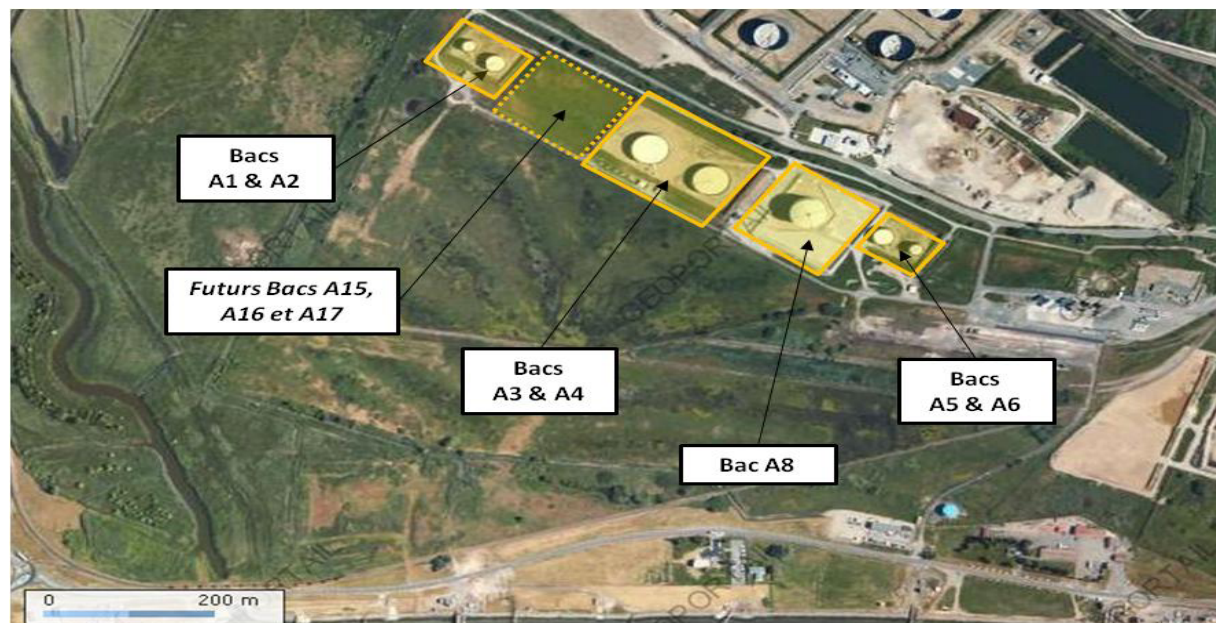 Bacs
A1 & A2
Futurs Bacs A15,
A16 et A17
Bacs
A3 & A4
Bacs
A5 & A6
Bac A8
0 200 m
GEOPORTAIL